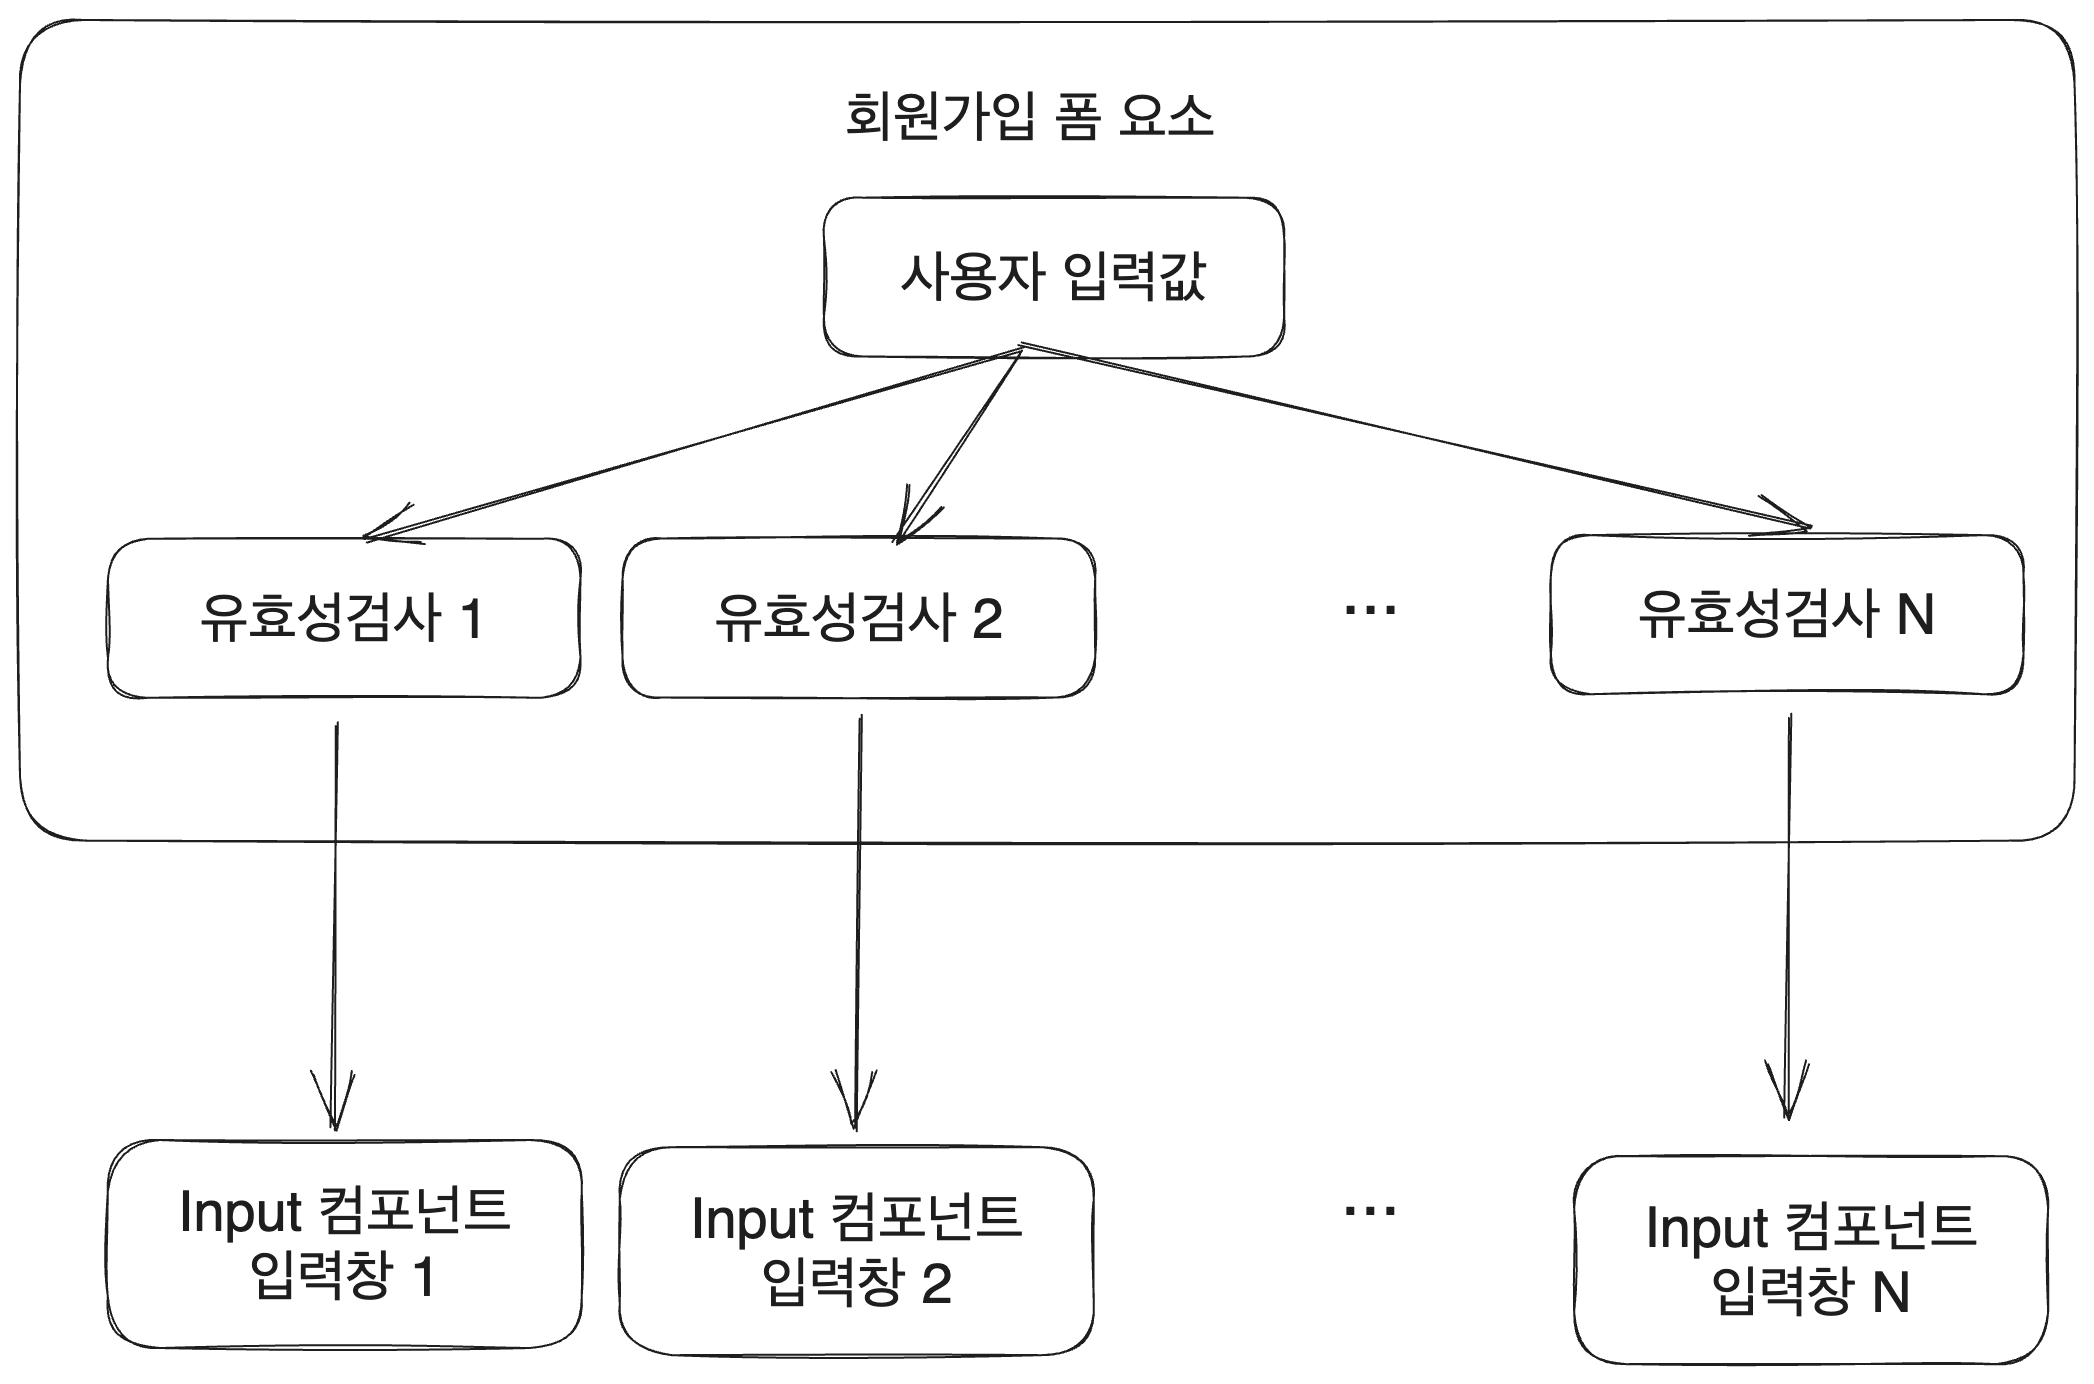 회원가입 폼 요소
사용자 입력값
유효성검사 1
유효성검사 2
...
유효성검사 N
Input 컴포넌트
입력창 1
Input 컴포넌트
입력창 2
...
Input 컴포넌트
입력창 N